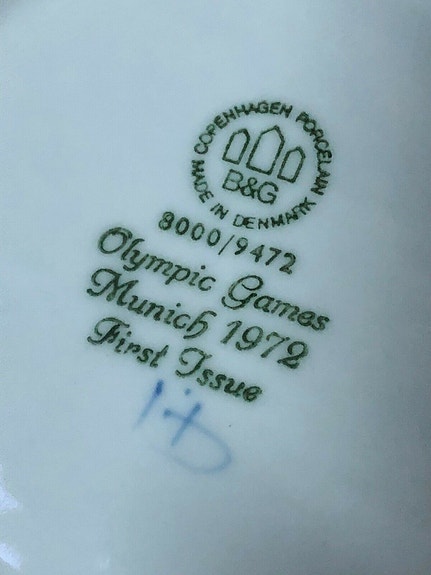 COPENHAGEN PORCELAIN
MADE IN DENMARK
B&G
8000/9472
Olympic Games
Munich 1972
First Issue